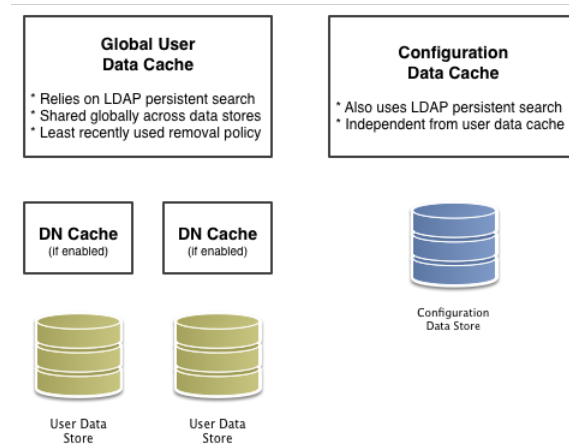 Global User
Data Cache
* Relies on LDAP persistent search
* Shared globally across data stores
* Least recently used removal policy
Configuration
Data Cache
* Also uses LDAP persistent search
* Independent from user data cache
DN Cache
(if enabled)
DN Cache
(if enabled)
Configuration
Data Store
User Data
Store
User Data
Store